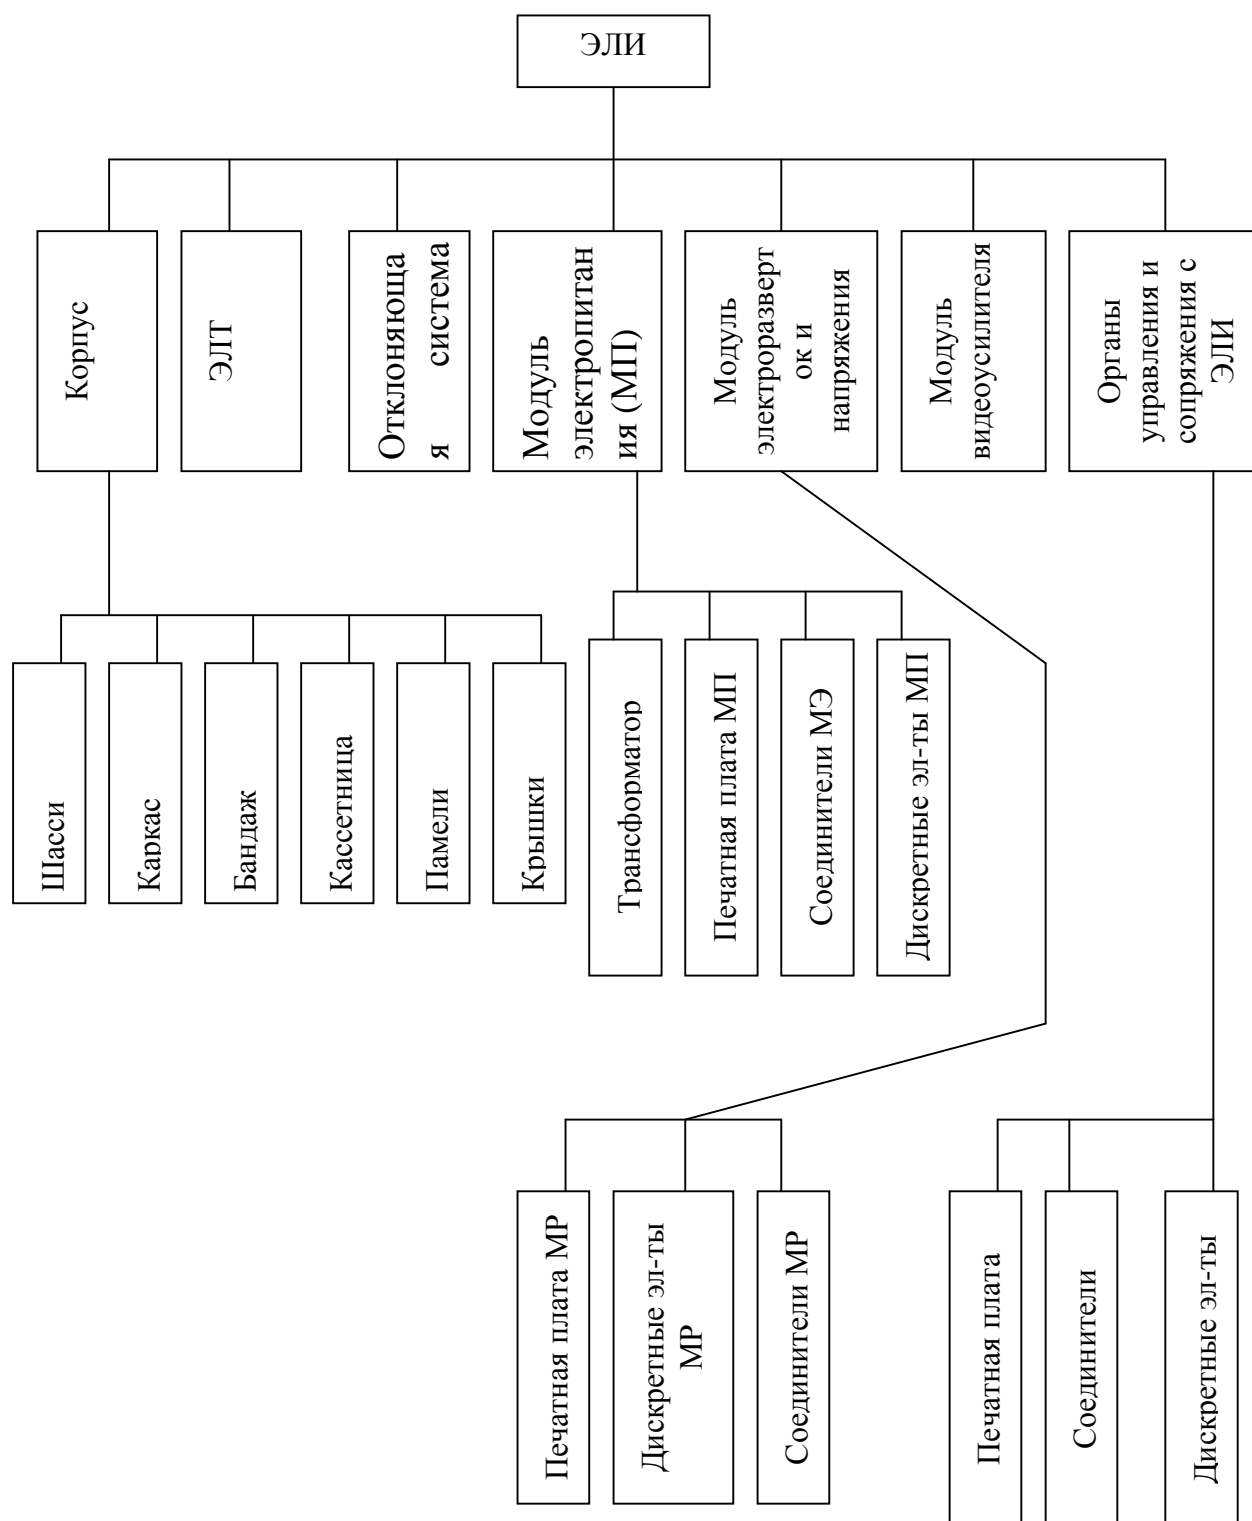 ЭЛИ
Корпус
ЭЛТ
Отклоняюща
я система
Модуль
электропитан
ия (МП)
Модуль
электроразверт
ок и
напряжения
Модуль
видеоусилителя
Органы
управления и
сопряжения с
ЭЛИ
Шасси
Каркас
Бандаж
Кассетница
Памели
Крышки
Трансформатор
Печатная плата МП
Соединители МЭ
Дискретные эл-ты МП
Печатная плата МР
Дискретные эл-ты
МР
Соединители МР
Печатная плата
Соединители
Дискретные эл-ты